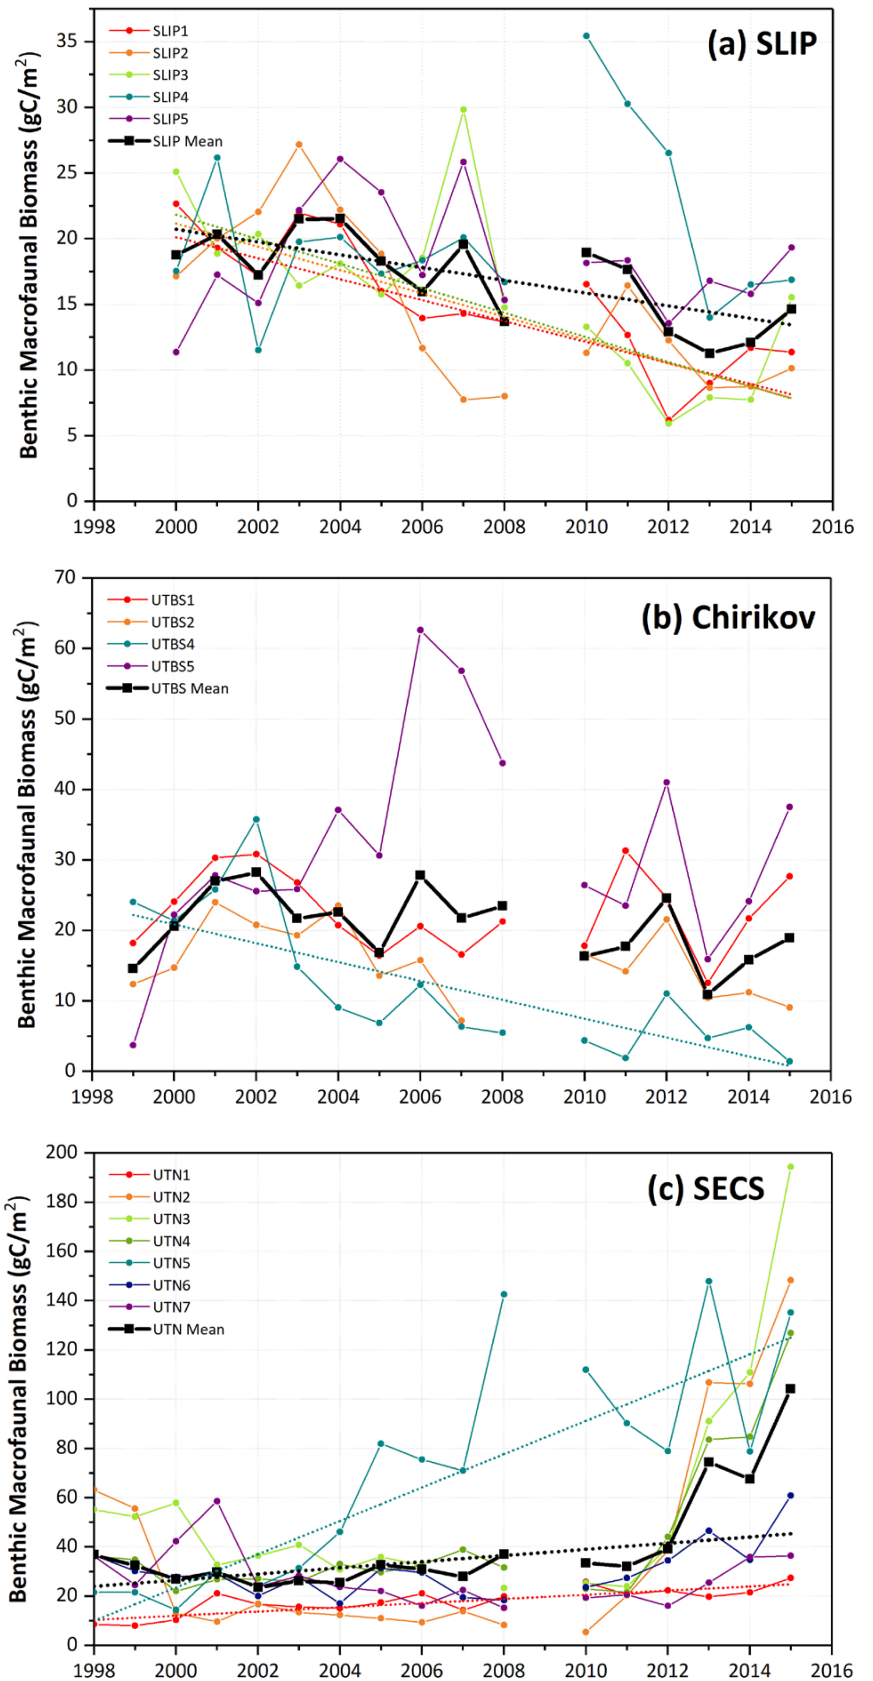 (a) SLIP
Benthic Macrofaunal Biomass (gC/m²)
SLIP1
SLIP2
SLIP3
SLIP4
SLIP5
SLIP Mean
35
30
25
20
15
10
5
0
1998 2000 2002 2004 2006 2008 2010 2012 2014 2016
(b) Chirikov
Benthic Macrofaunal Biomass (gC/m²)
UTBS1
UTBS2
UTBS4
UTBS5
UTBS Mean
70
60
50
40
30
20
10
0
1998 2000 2002 2004 2006 2008 2010 2012 2014 2016
(c) SECS
Benthic Macrofaunal Biomass (gC/m²)
UTN1
UTN2
UTN3
UTN4
UTN5
UTN6
UTN7
UTN Mean
200
180
160
140
120
100
80
60
40
20
0
1998 2000 2002 2004 2006 2008 2010 2012 2014 2016